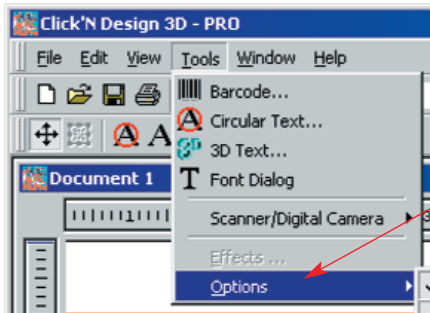 Click'N Design 3D - PRO
File Edit View Tools Window Help
Barcode...
Circular Text...
3D Text...
Font Dialog
Document 1
Scanner/Digital Camera
Effects ...
Options